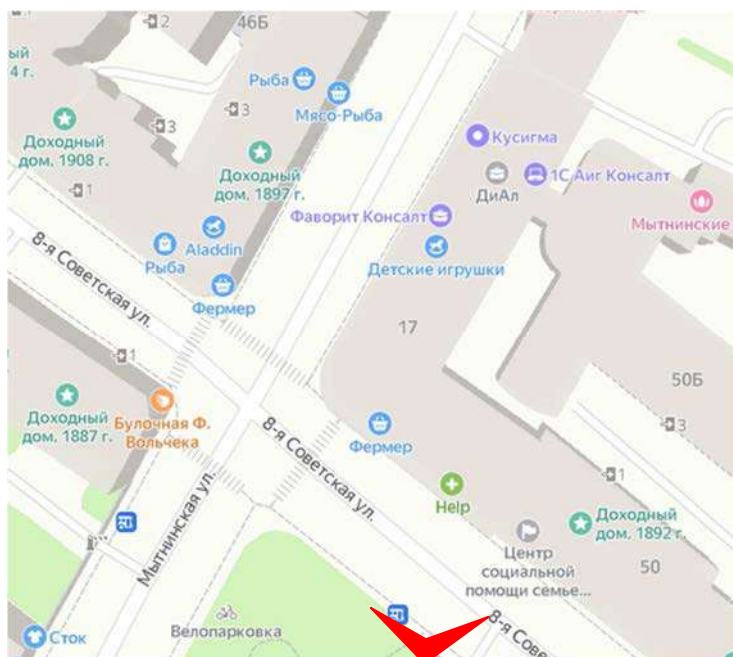 2
46Б
ый
4 г.
Рыба
Мясо-Рыба
3
3
Доходный
дом. 1908 г.
Доходный
дом. 1897 г.
Кусигма
ДиАл
1С Аиг Консалт
1
Фаворит Консалт
Мытнинские
8-я Советская ул.
Рыба
Aladdin
Детские игрушки
Фермер
17
1
50Б
Доходный
дом. 1887 г.
Булочная Ф.
Вольчека
Фермер
3
8-я Советская ул.
1
Help
Доходный
дом. 1892 г.
Мытнинская ул.
Центр
социальной
помощи семье...
50
8-я Сове
Велопарковка
Сток